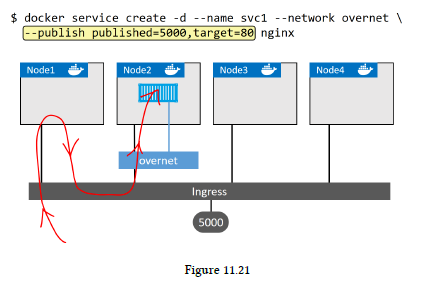 $ docker service create -d --name svc1 --network overnet \
--publish published=5000,target=80 nginx
Node1 Node2 Node3 Node4
overnet
Ingress
5000
Figure 11.21